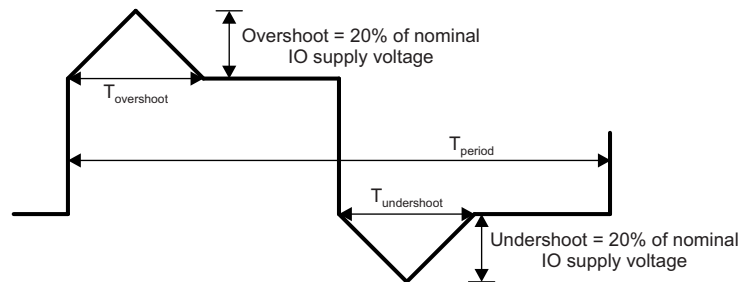 Overshoot = 20% of nominal
IO supply voltage
Tovershoot
Tperiod
Tundershoot
Undershoot = 20% of nominal
IO supply voltage